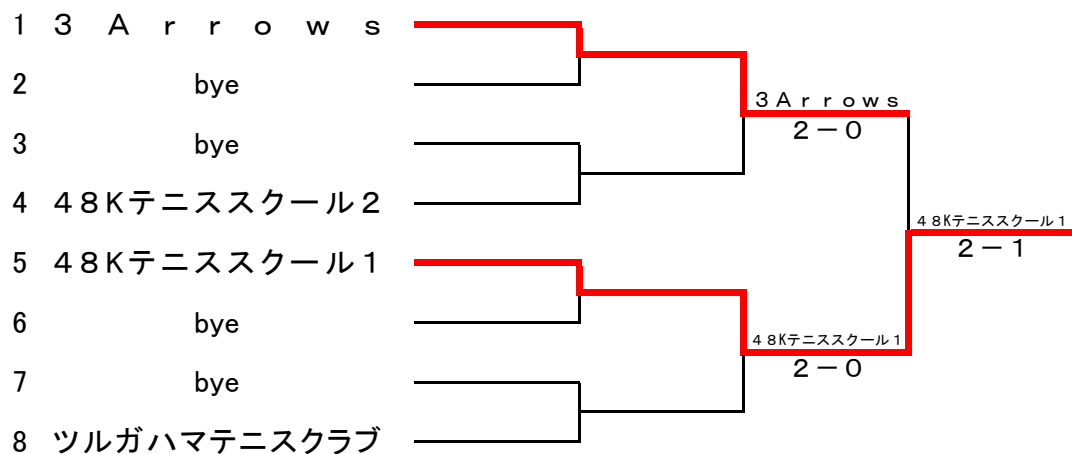 1 ３Ａｒｒｏｗｓ
2 bye
3 bye
4 ４８Kテニススクール２
5 ４８Kテニススクール１
6 bye
7 bye
8 ツルガハマテニスクラブ
３Ａｒｒｏｗｓ
２－０
４８Kテニススクール１
２－０
４８Kテニススクール１
２－１